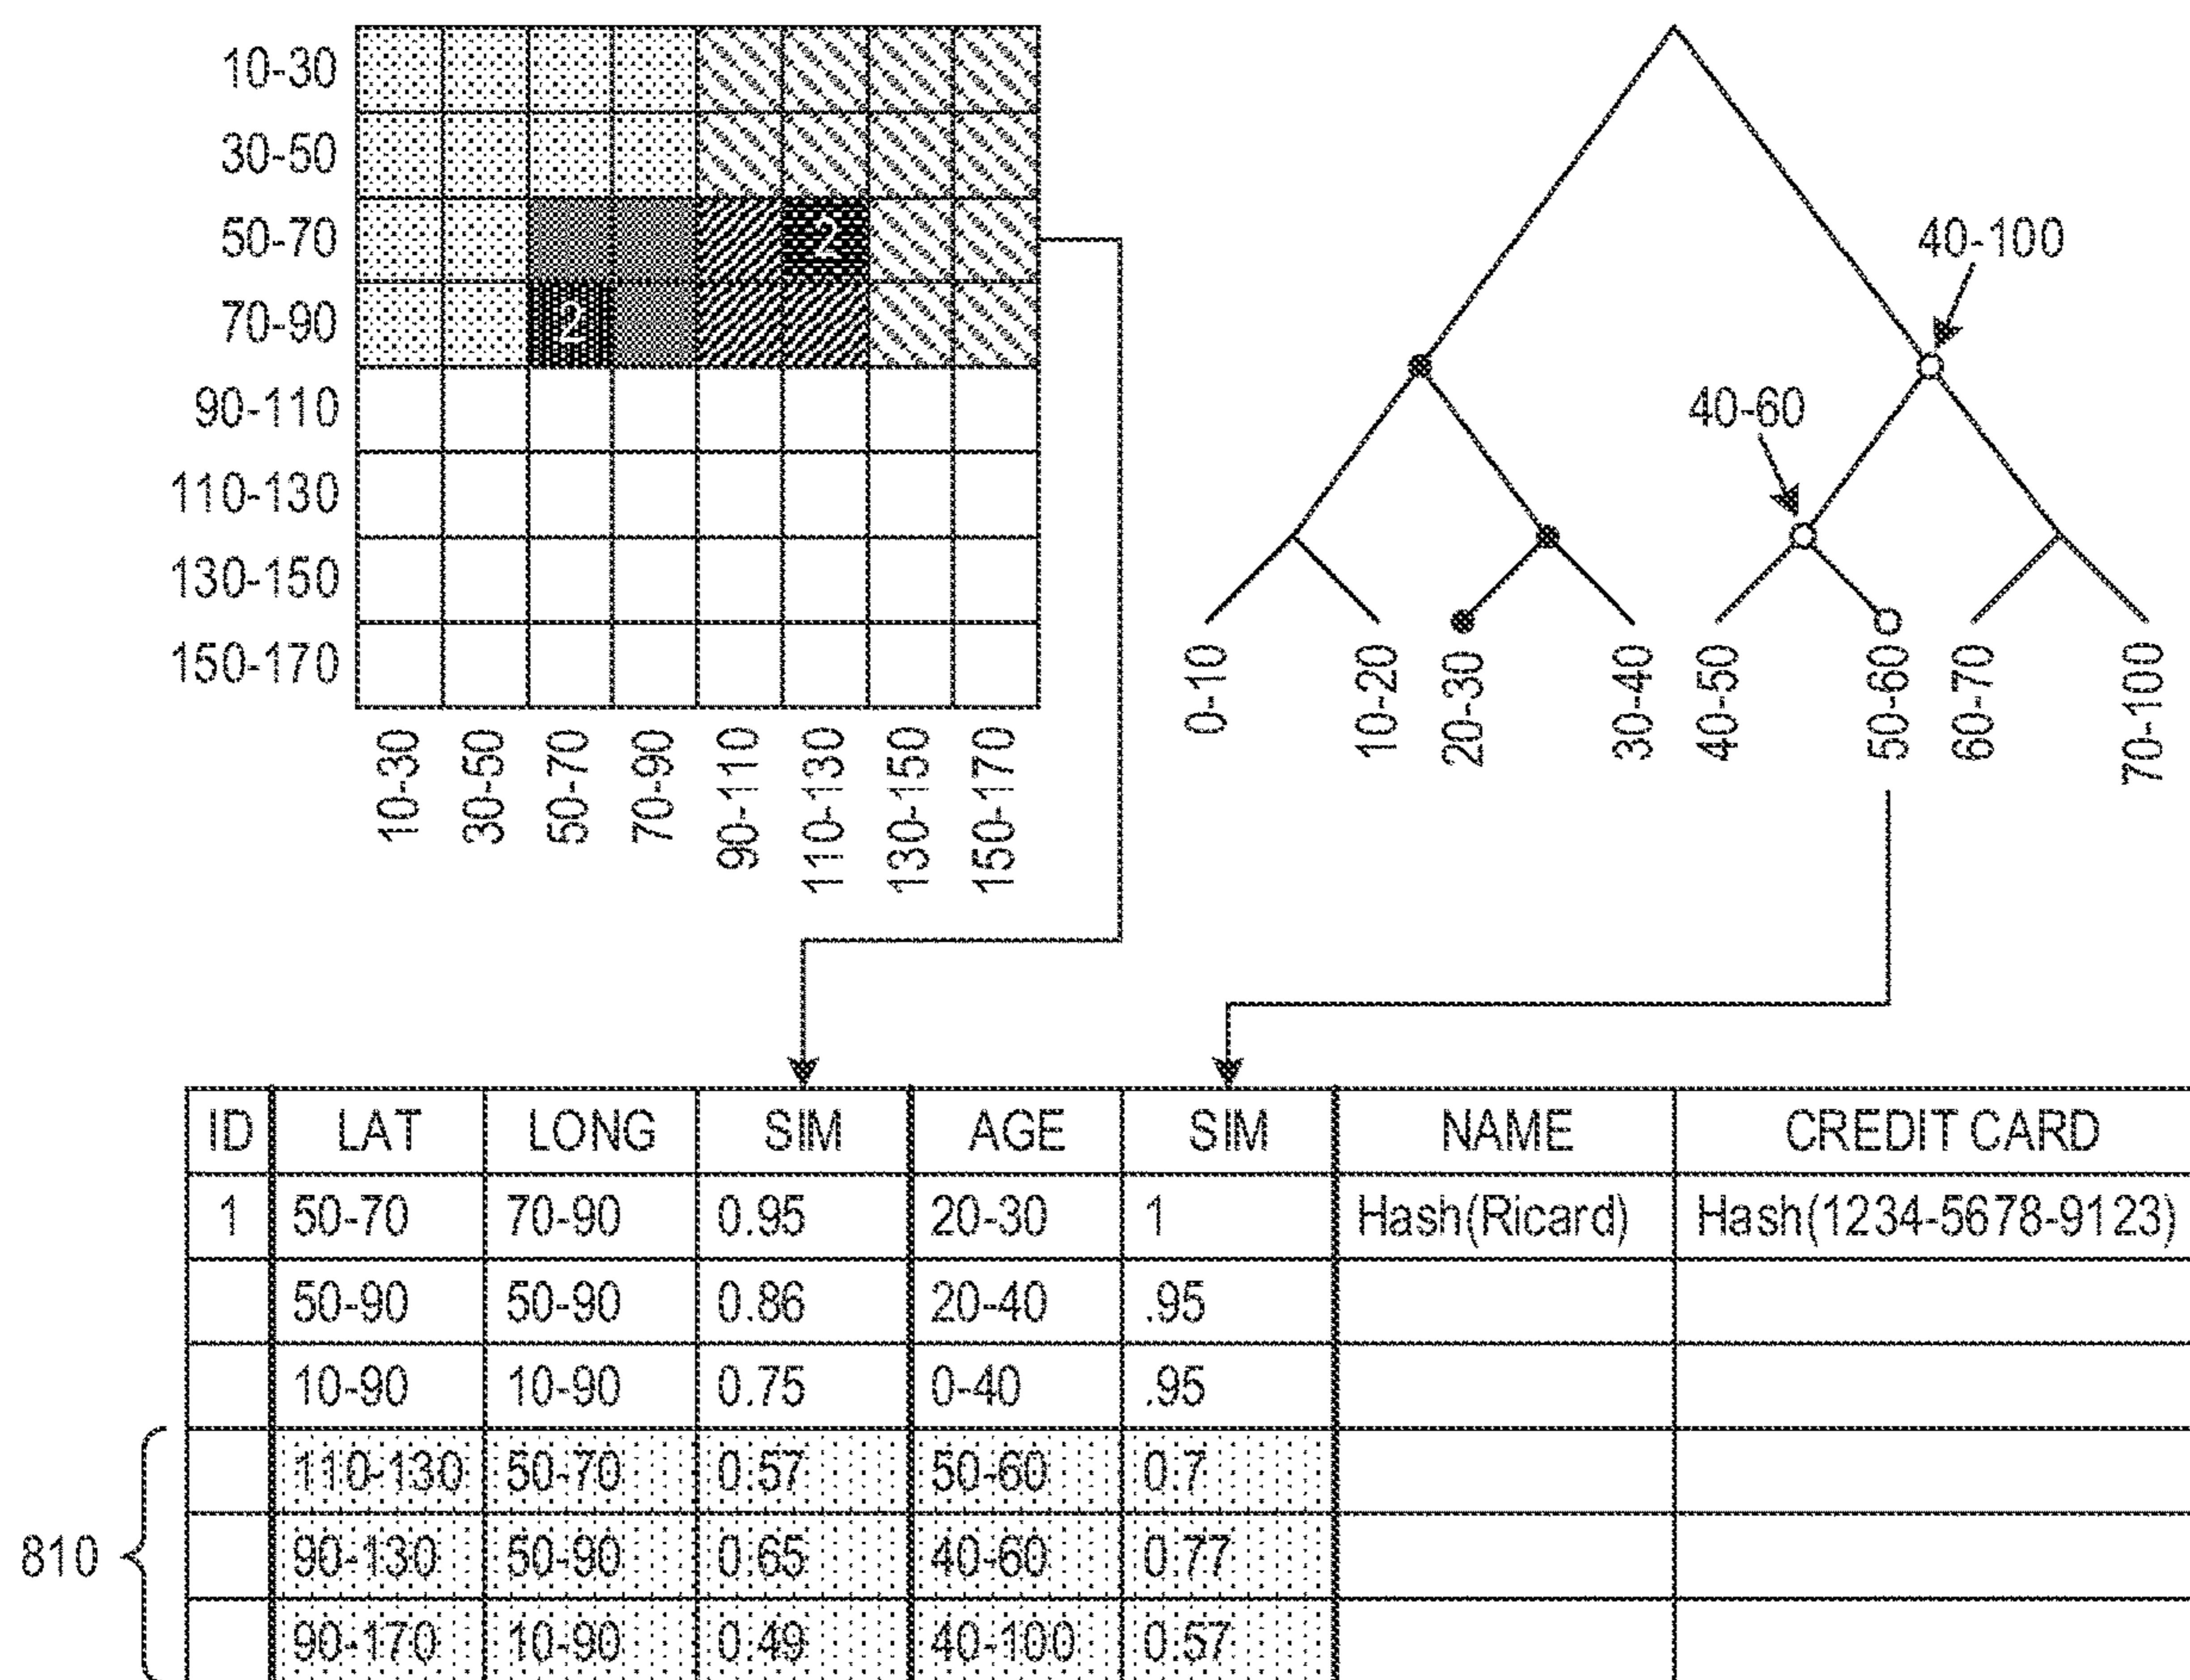 10-30
30-50
50-70 2
70-90 2
90-110
110-130
130-150
150-170
10-30 30-50 50-70 70-90 90-110 110-130 130-150 150-170
40-100
40-60
0-10 10-20 20-30 30-40 40-50 50-60 60-70 70-100
ID LAT LONG SIM AGE SIM NAME CREDIT CARD
1 50-70 70-90 0.95 20-30 1 Hash(Ricard) Hash(1234-5678-9123)
50-90 50-90 0.86 20-40 .95
10-90 10-90 0.75 0-40 .95
110-130 50-70 0.57 50-60 0.7
810 90-130 50-90 0.65 40-60 0.77
90-170 10-90 0.49 40-100 0.57